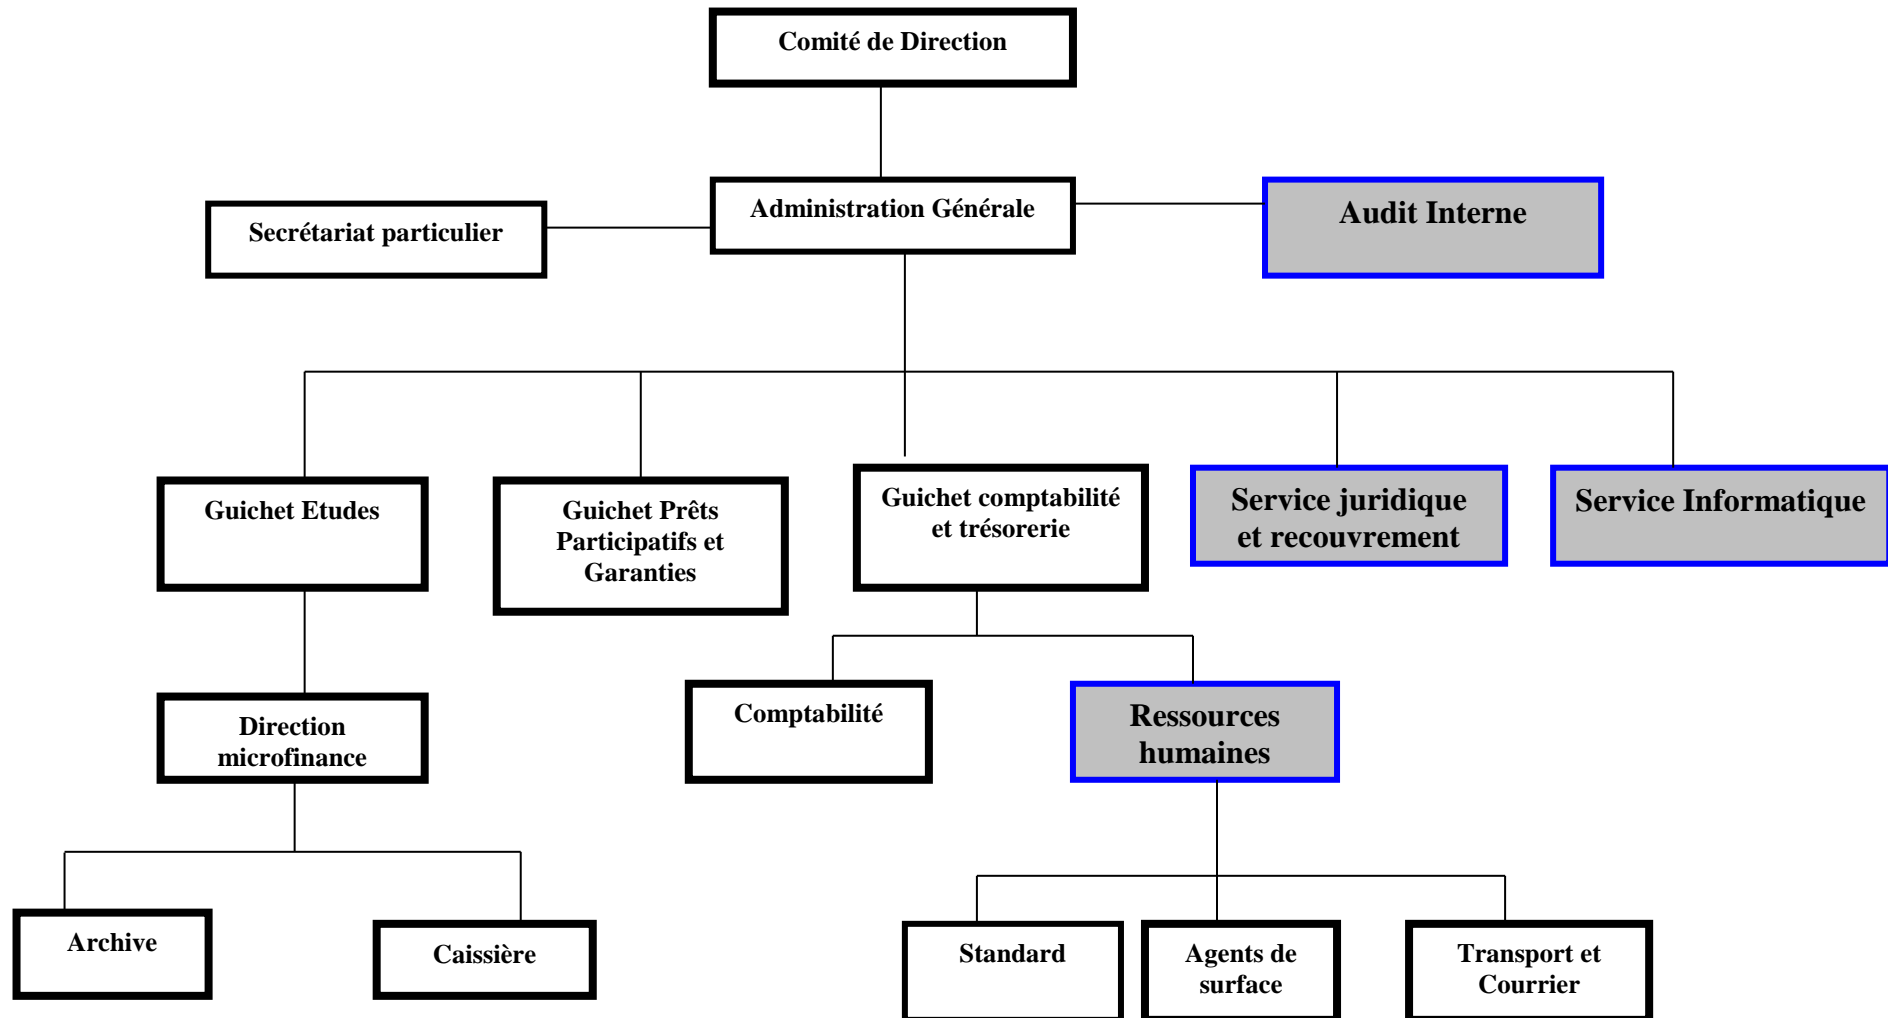 Comité de Direction
Administration Générale
Secrétariat particulier
Audit Interne
Guichet Etudes
Guichet Prêts
Participatifs et
Garanties
Guichet comptabilité
et trésorerie
Service juridique
et recouvrement
Service Informatique
Direction
microfinance
Comptabilité
Ressources
humaines
Archive
Caissière
Standard
Agents de
surface
Transport et
Courrier